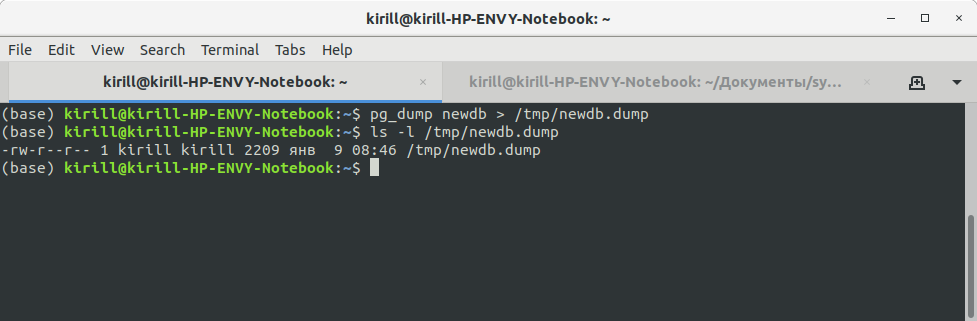 kirill@kirill-HP-ENVY-Notebook: ~
File Edit View Search Terminal Tabs Help
kirill@kirill-HP-ENVY-Notebook: ~ × kirill@kirill-HP-ENVY-Notebook: ~/Документы/sy... ×
(base) kirill@kirill-HP-ENVY-Notebook:~$ pg_dump newdb > /tmp/newdb.dump
(base) kirill@kirill-HP-ENVY-Notebook:~$ ls -l /tmp/newdb.dump
-rw-r--r-- 1 kirill kirill 2209 янв  9 08:46 /tmp/newdb.dump
(base) kirill@kirill-HP-ENVY-Notebook:~$